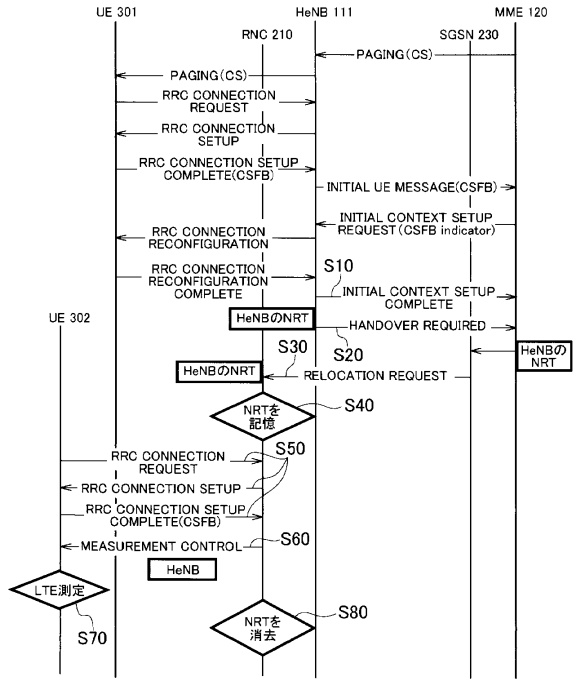 UE 301
HeNB 111
MME 120
RNC 210
SGSN 230
PAGING(CS)
PAGING(CS)
RRC CONNECTION
REQUEST
RRC CONNECTION
SETUP
RRC CONNECTION SETUP
COMPLETE(CSFB)
INITIAL UE MESSAGE(CSFB)
INITIAL CONTEXT SETUP
REQUEST(CSFB indicator)
RRC CONNECTION
RECONFIGURATION
RRC CONNECTION
RECONFIGURATION
COMPLETE
S10
INITIAL CONTEXT SETUP
COMPLETE
UE 302
HeNBのNRT
HANDOVER REQUIRED
S20
HeNBの
NRT
S30
HeNBのNRT
RELOCATION REQUEST
NRTを
記憶
S40
RRC CONNECTION
REQUEST
S50
RRC CONNECTION SETUP
RRC CONNECTION SETUP
COMPLETE(CSFB)
S60
MEASUREMENT CONTROL
HeNB
LTE測定
S70
NRTを
消去
S80